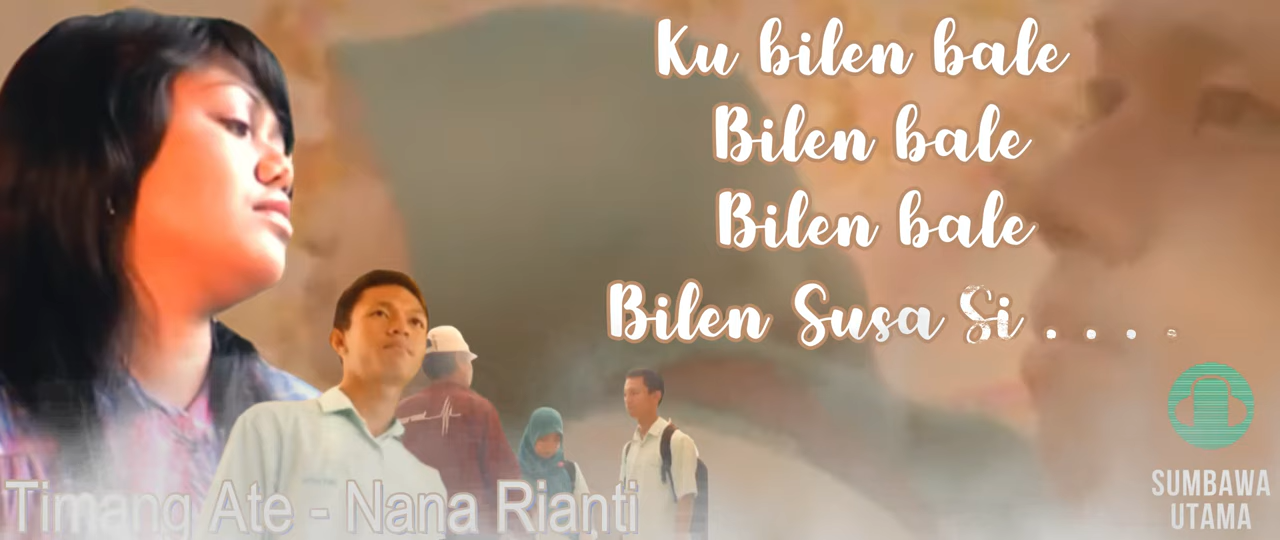 Ku bilen bale
Bilen bale
Bilen bale
Bilen Susa Si . . . .
Timang Ate - Nana Rianti
SUMBAWA
UTAMA